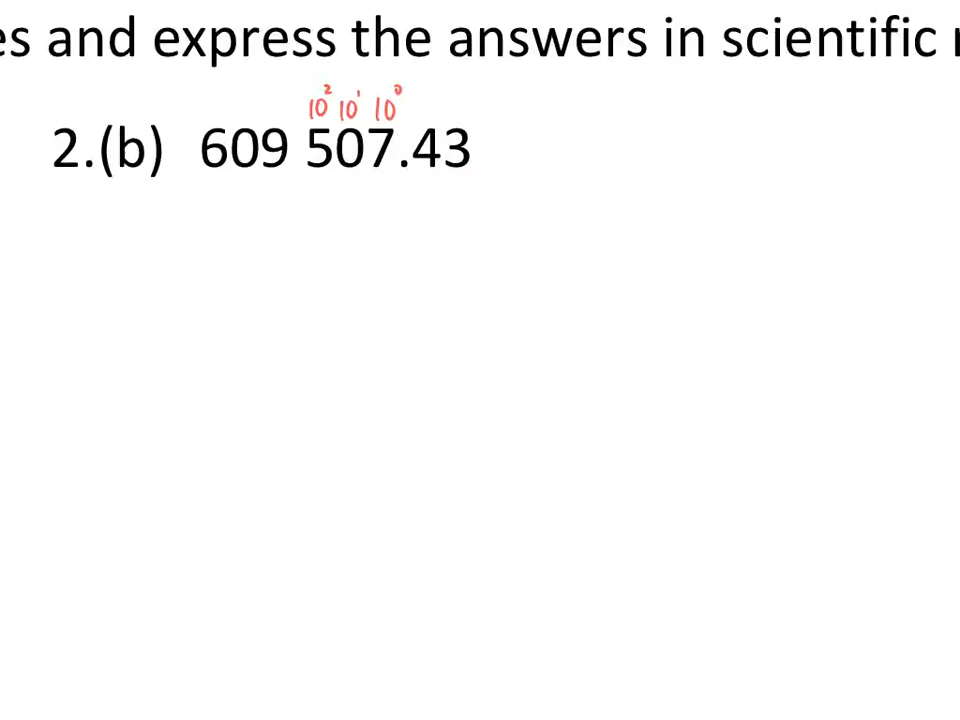 es and express the answers in scientific
10² 10¹ 10⁰
2.(b) 609 507.43